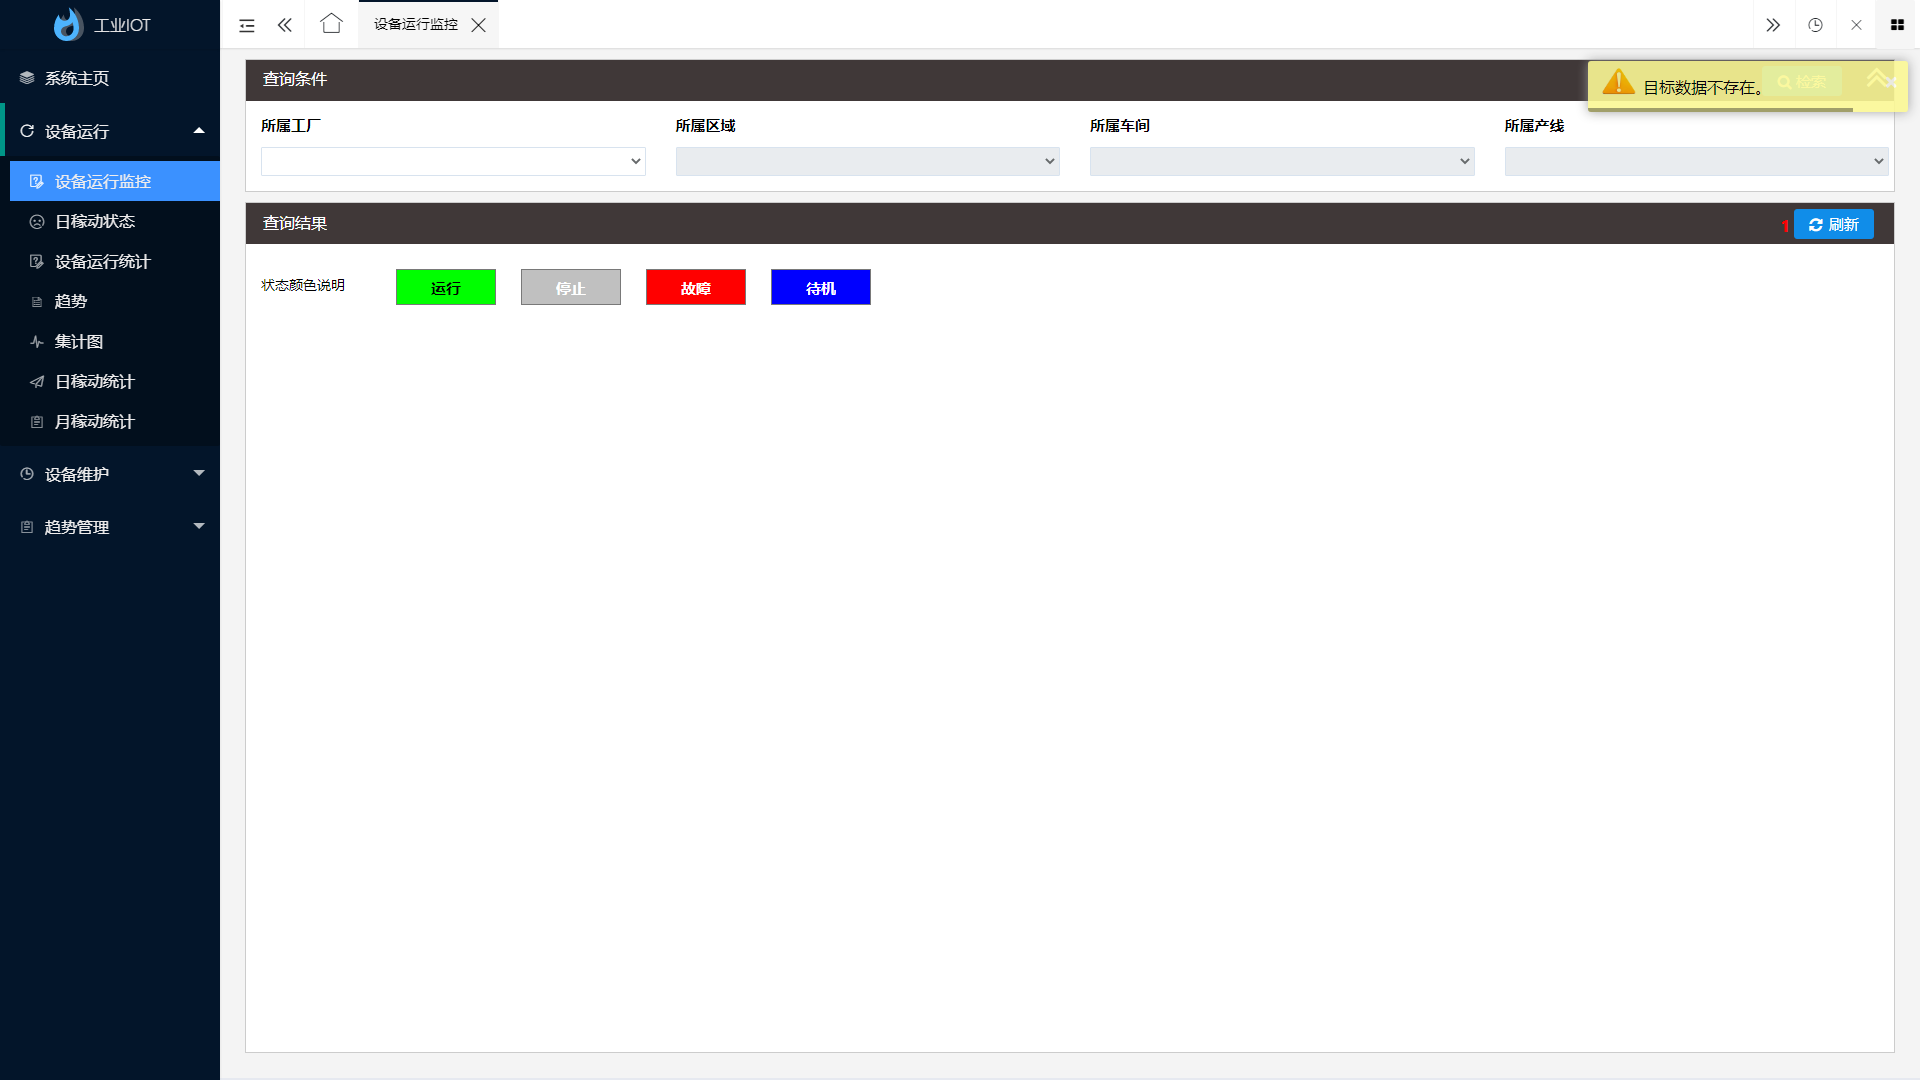 工业IOT
系统主页
设备运行
设备运行监控
日稼动状态
设备运行统计
趋势
集计图
日稼动统计
月稼动统计
设备维护
趋势管理
设备运行监控
查询条件
检索
目标数据不存在。
所属工厂
所属区域
所属车间
所属产线
查询结果
1
刷新
状态颜色说明
运行
停止
故障
待机